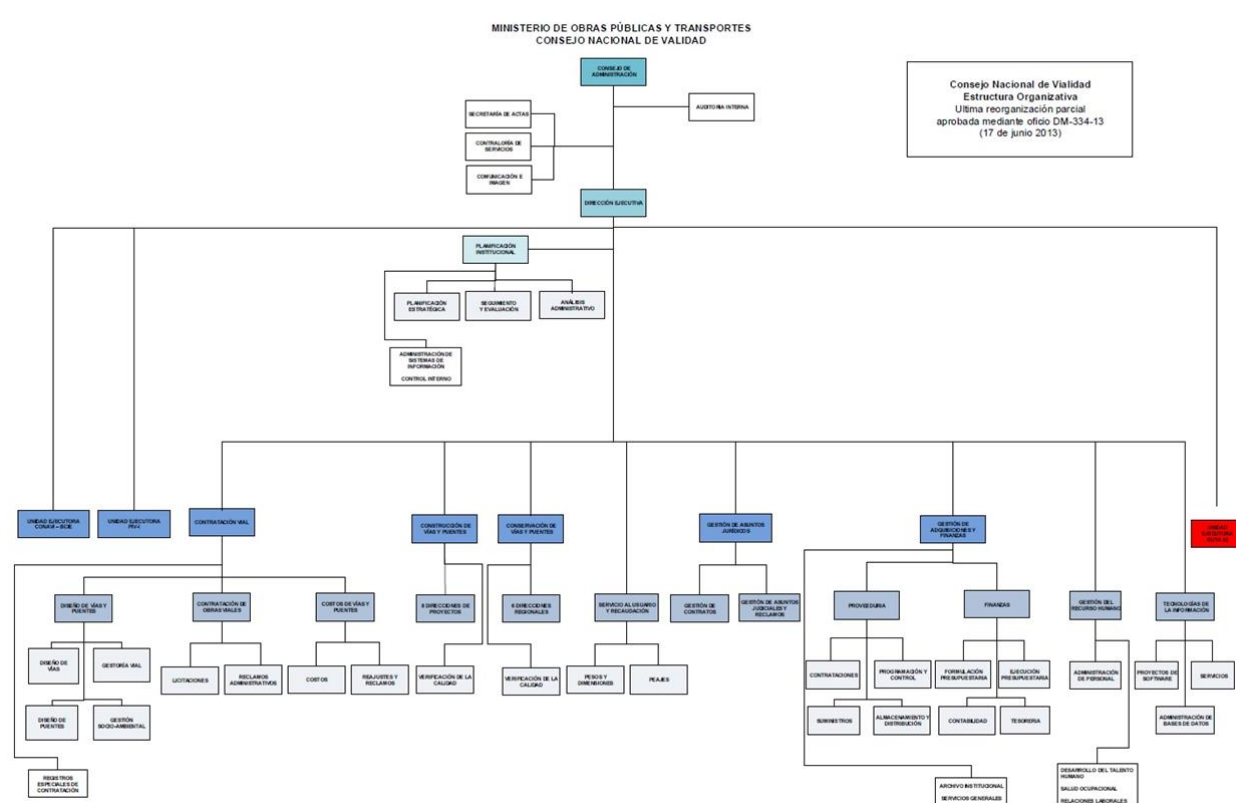 MINISTERIO DE OBRAS PÚBLICAS Y TRANSPORTES
CONSEJO NACIONAL DE VALIDAD
CONSEJO DE
ADMINISTRACIÓN
Consejo Nacional de Vialidad
Estructura Organizativa
Ultima reorganización parcial
aprobada mediante oficio DM-334-13
(17 de junio 2013)
AUDITORIA INTERNA
SECRETARÍA DE ACTAS
CONTRALORÍA DE
SERVICIOS
COMUNICACIÓN E
IMAGEN
DIRECCIÓN EJECUTIVA
PLANIFICACIÓN
INSTITUCIONAL
PLANIFICACIÓN
ESTRATÉGICA
SEGUIMIENTO
Y EVALUACIÓN
ANÁLISIS
ADMINISTRATIVO
ADMINISTRACIÓN DE
SISTEMAS DE
INFORMACIÓN
CONTROL INTERNO
UNIDAD EJECUTORA
CONAVI – BCIE
UNIDAD EJECUTORA
CONTRATACIÓN VIAL
CONSTRUCCIÓN DE
VÍAS Y PUENTES
CONSERVACIÓN DE
VÍAS Y PUENTES
GESTIÓN DE ASUNTOS
JURÍDICOS
GESTIÓN DE
ADQUISICIONES Y
FINANZAS
UNIDAD
EJECUTORA
DISEÑO DE VÍAS Y
PUENTES
CONTRATACIÓN DE
OBRAS VIALES
COSTOS DE VÍAS Y
PUENTES
8 DIRECCIONES DE
PROYECTOS
6 DIRECCIONES
REGIONALES
SERVICIO AL USUARIO
Y RECAUDACIÓN
GESTIÓN DE
CONTRATOS
GESTIÓN DE ASUNTOS
JUDICIALES Y
RECLAMOS
PROVEEDURIA
FINANZAS
GESTIÓN DEL
RECURSO HUMANO
TECNOLOGÍAS DE
LA INFORMACIÓN
DISEÑO DE
VÍAS
GESTORÍA VIAL
LICITACIONES
RECLAMOS
ADMINISTRATIVOS
COSTOS
REAJUSTES Y
RECLAMOS
VERIFICACIÓN DE LA
CALIDAD
VERIFICACIÓN DE LA
CALIDAD
PESOS Y
DIMENSIONES
PEAJES
CONTRATACIONES
PROGRAMACIÓN Y
CONTROL
FORMULACIÓN
PRESUPUESTARIA
EJECUCIÓN
PRESUPUESTARIA
ADMINISTRACIÓN
DE PERSONAL
PROYECTOS DE
SOFTWARE
SERVICIOS
DISEÑO DE
PUENTES
GESTIÓN
SOCIO-AMBIENTAL
SUMINISTROS
ALMACENAMIENTO Y
DISTRIBUCIÓN
CONTABILIDAD
TESORERIA
ADMINISTRACIÓN DE
BASES DE DATOS
REGISTROS
ESPECIALES DE
CONTRATACIÓN
ARCHIVO INSTITUCIONAL
SERVICIOS GENERALES
DESARROLLO DEL TALENTO
HUMANO
SALUD OCUPACIONAL
RELACIONES LABORALES